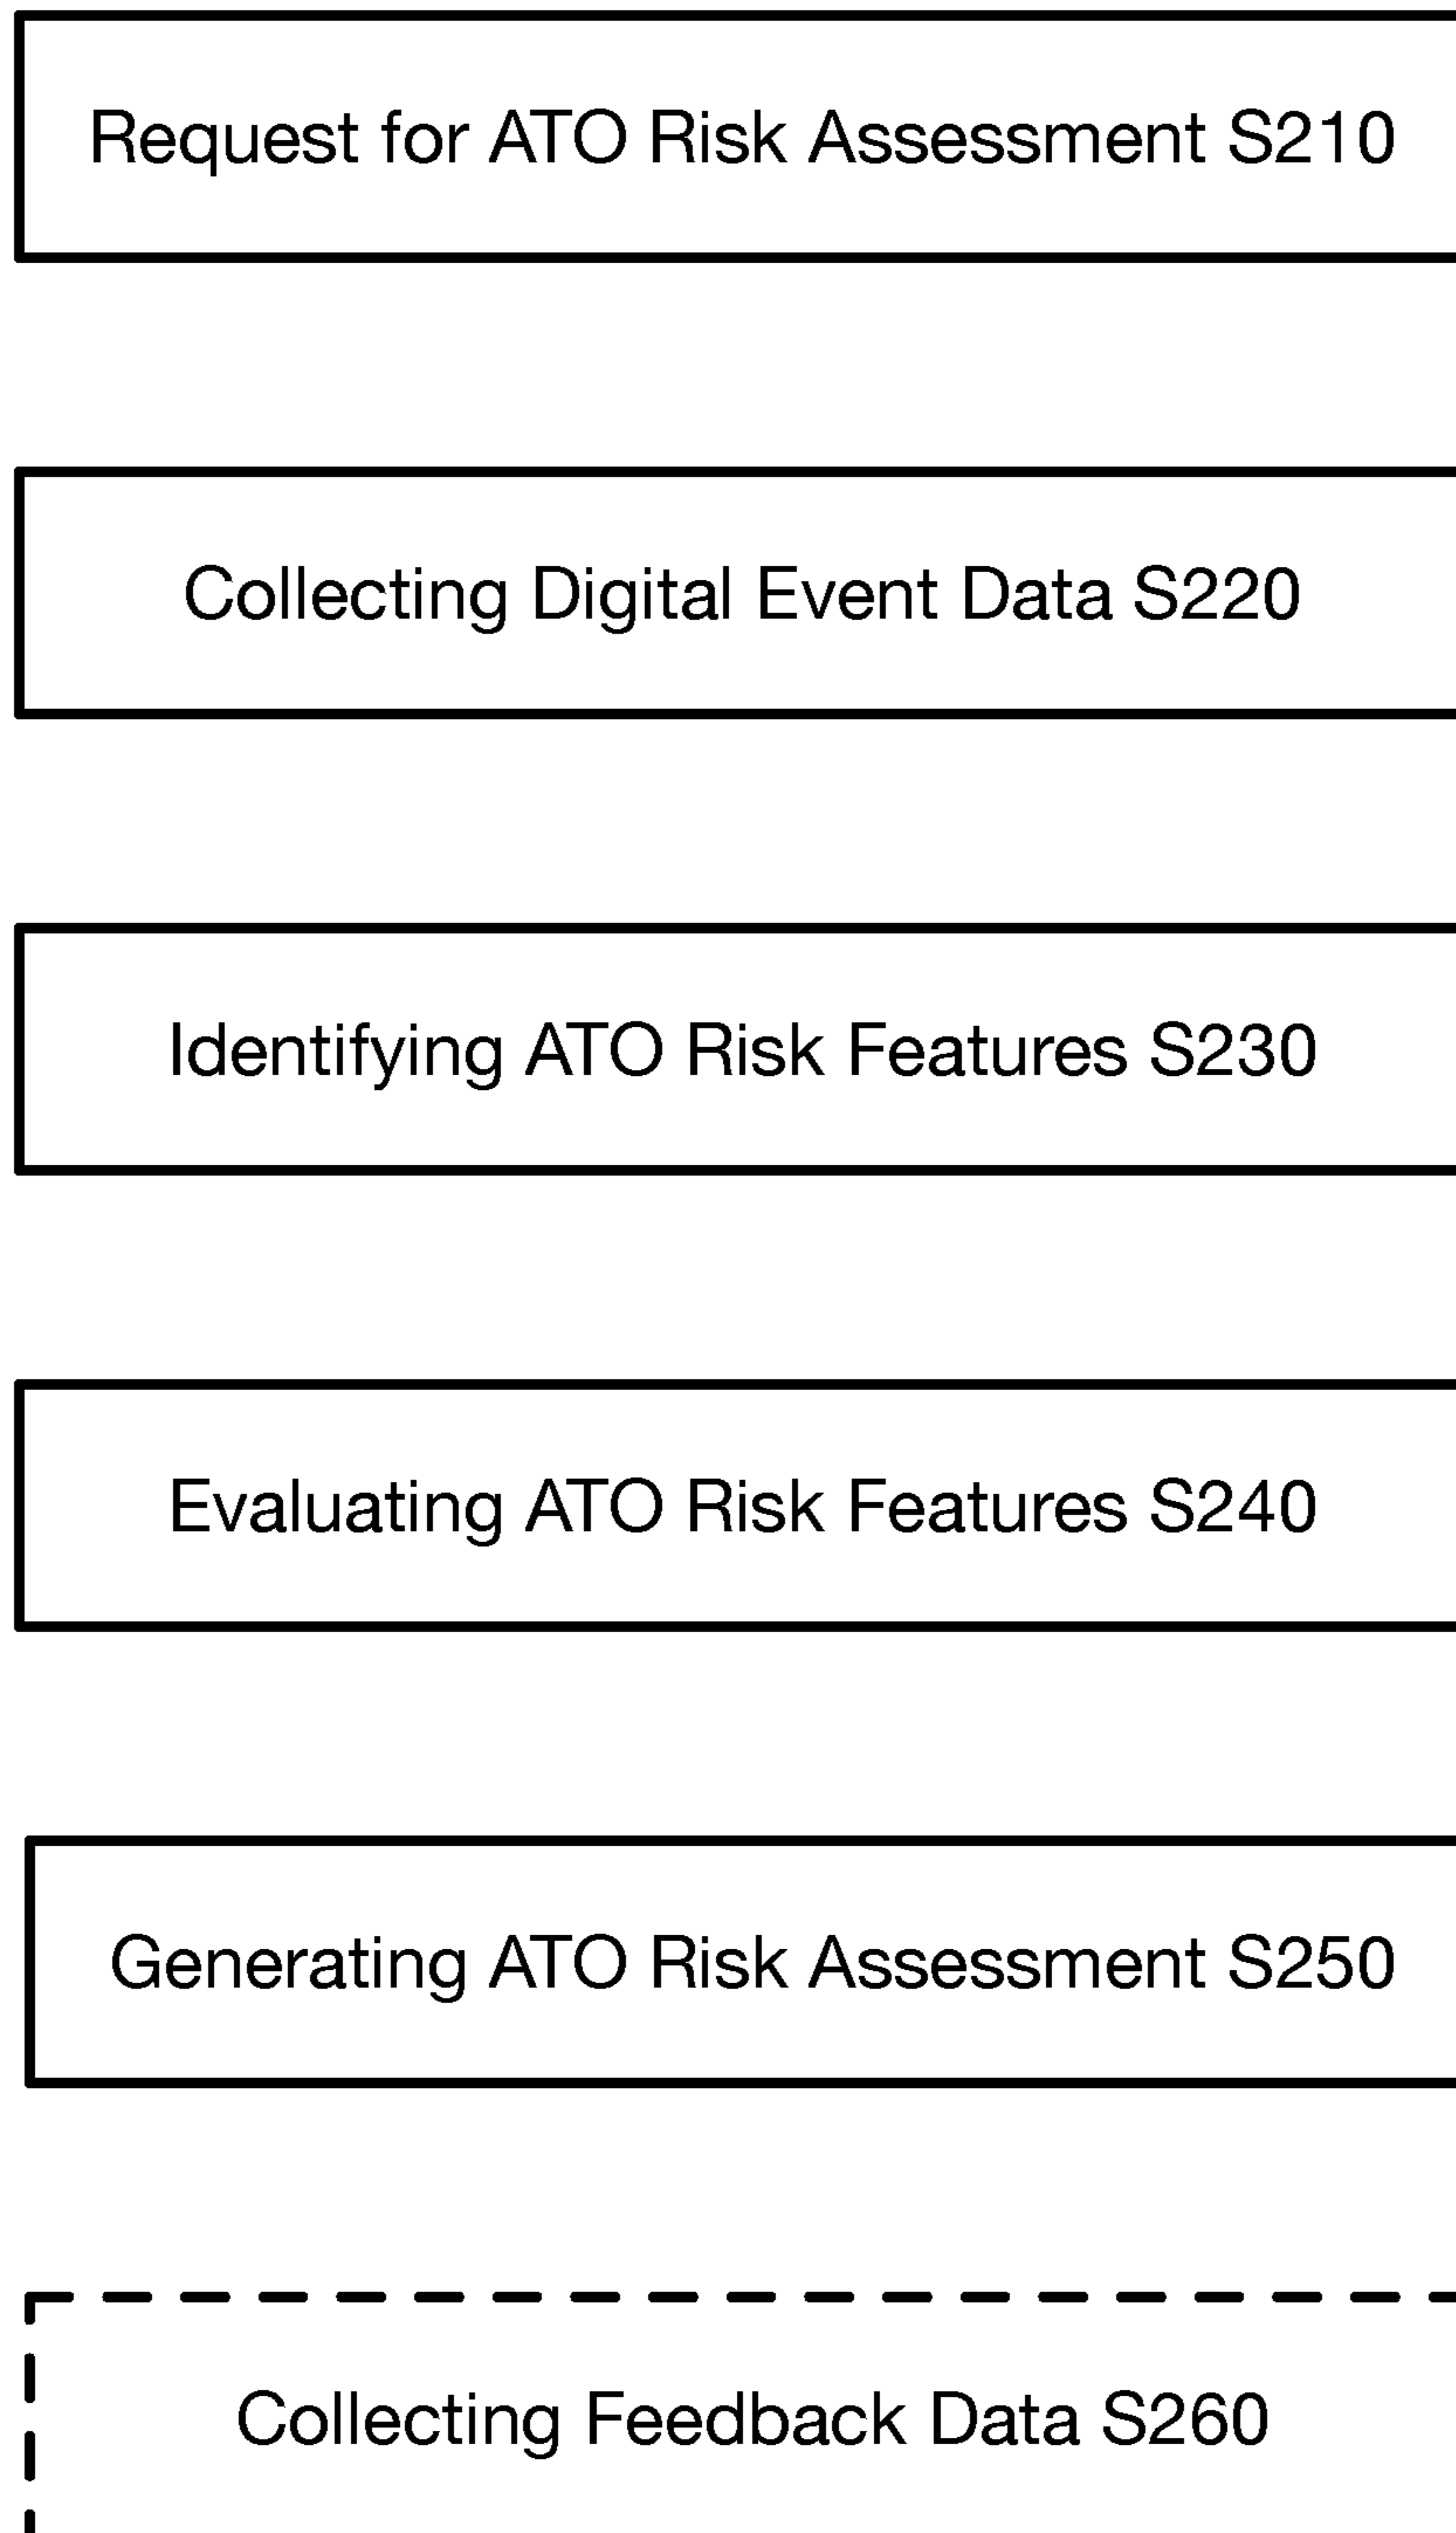 Request for ATO Risk Assessment S210
Collecting Digital Event Data S220
Identifying ATO Risk Features S230
Evaluating ATO Risk Features S240
Generating ATO Risk Assessment S250
Collecting Feedback Data S260